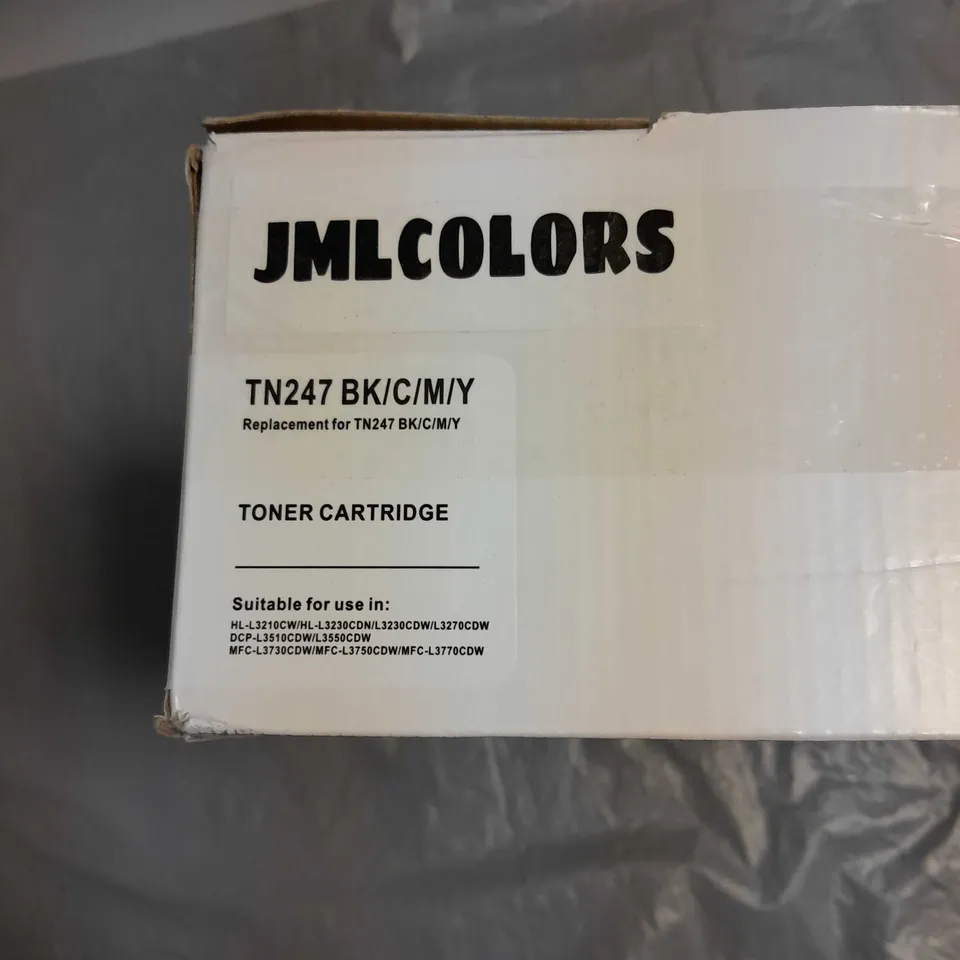 JMLCOLORS
TN247 BK/C/M/Y
Replacement for TN247 BK/C/M/Y
TONER CARTRIDGE
Suitable for use in:
HL-L3210CW/HL-L3230CDN/L3230CDW/L3270CDW
DCP-L3510CDW/L3550CDW
MFC-L3730CDW/MFC-L3750CDW/MFC-L3770CDW